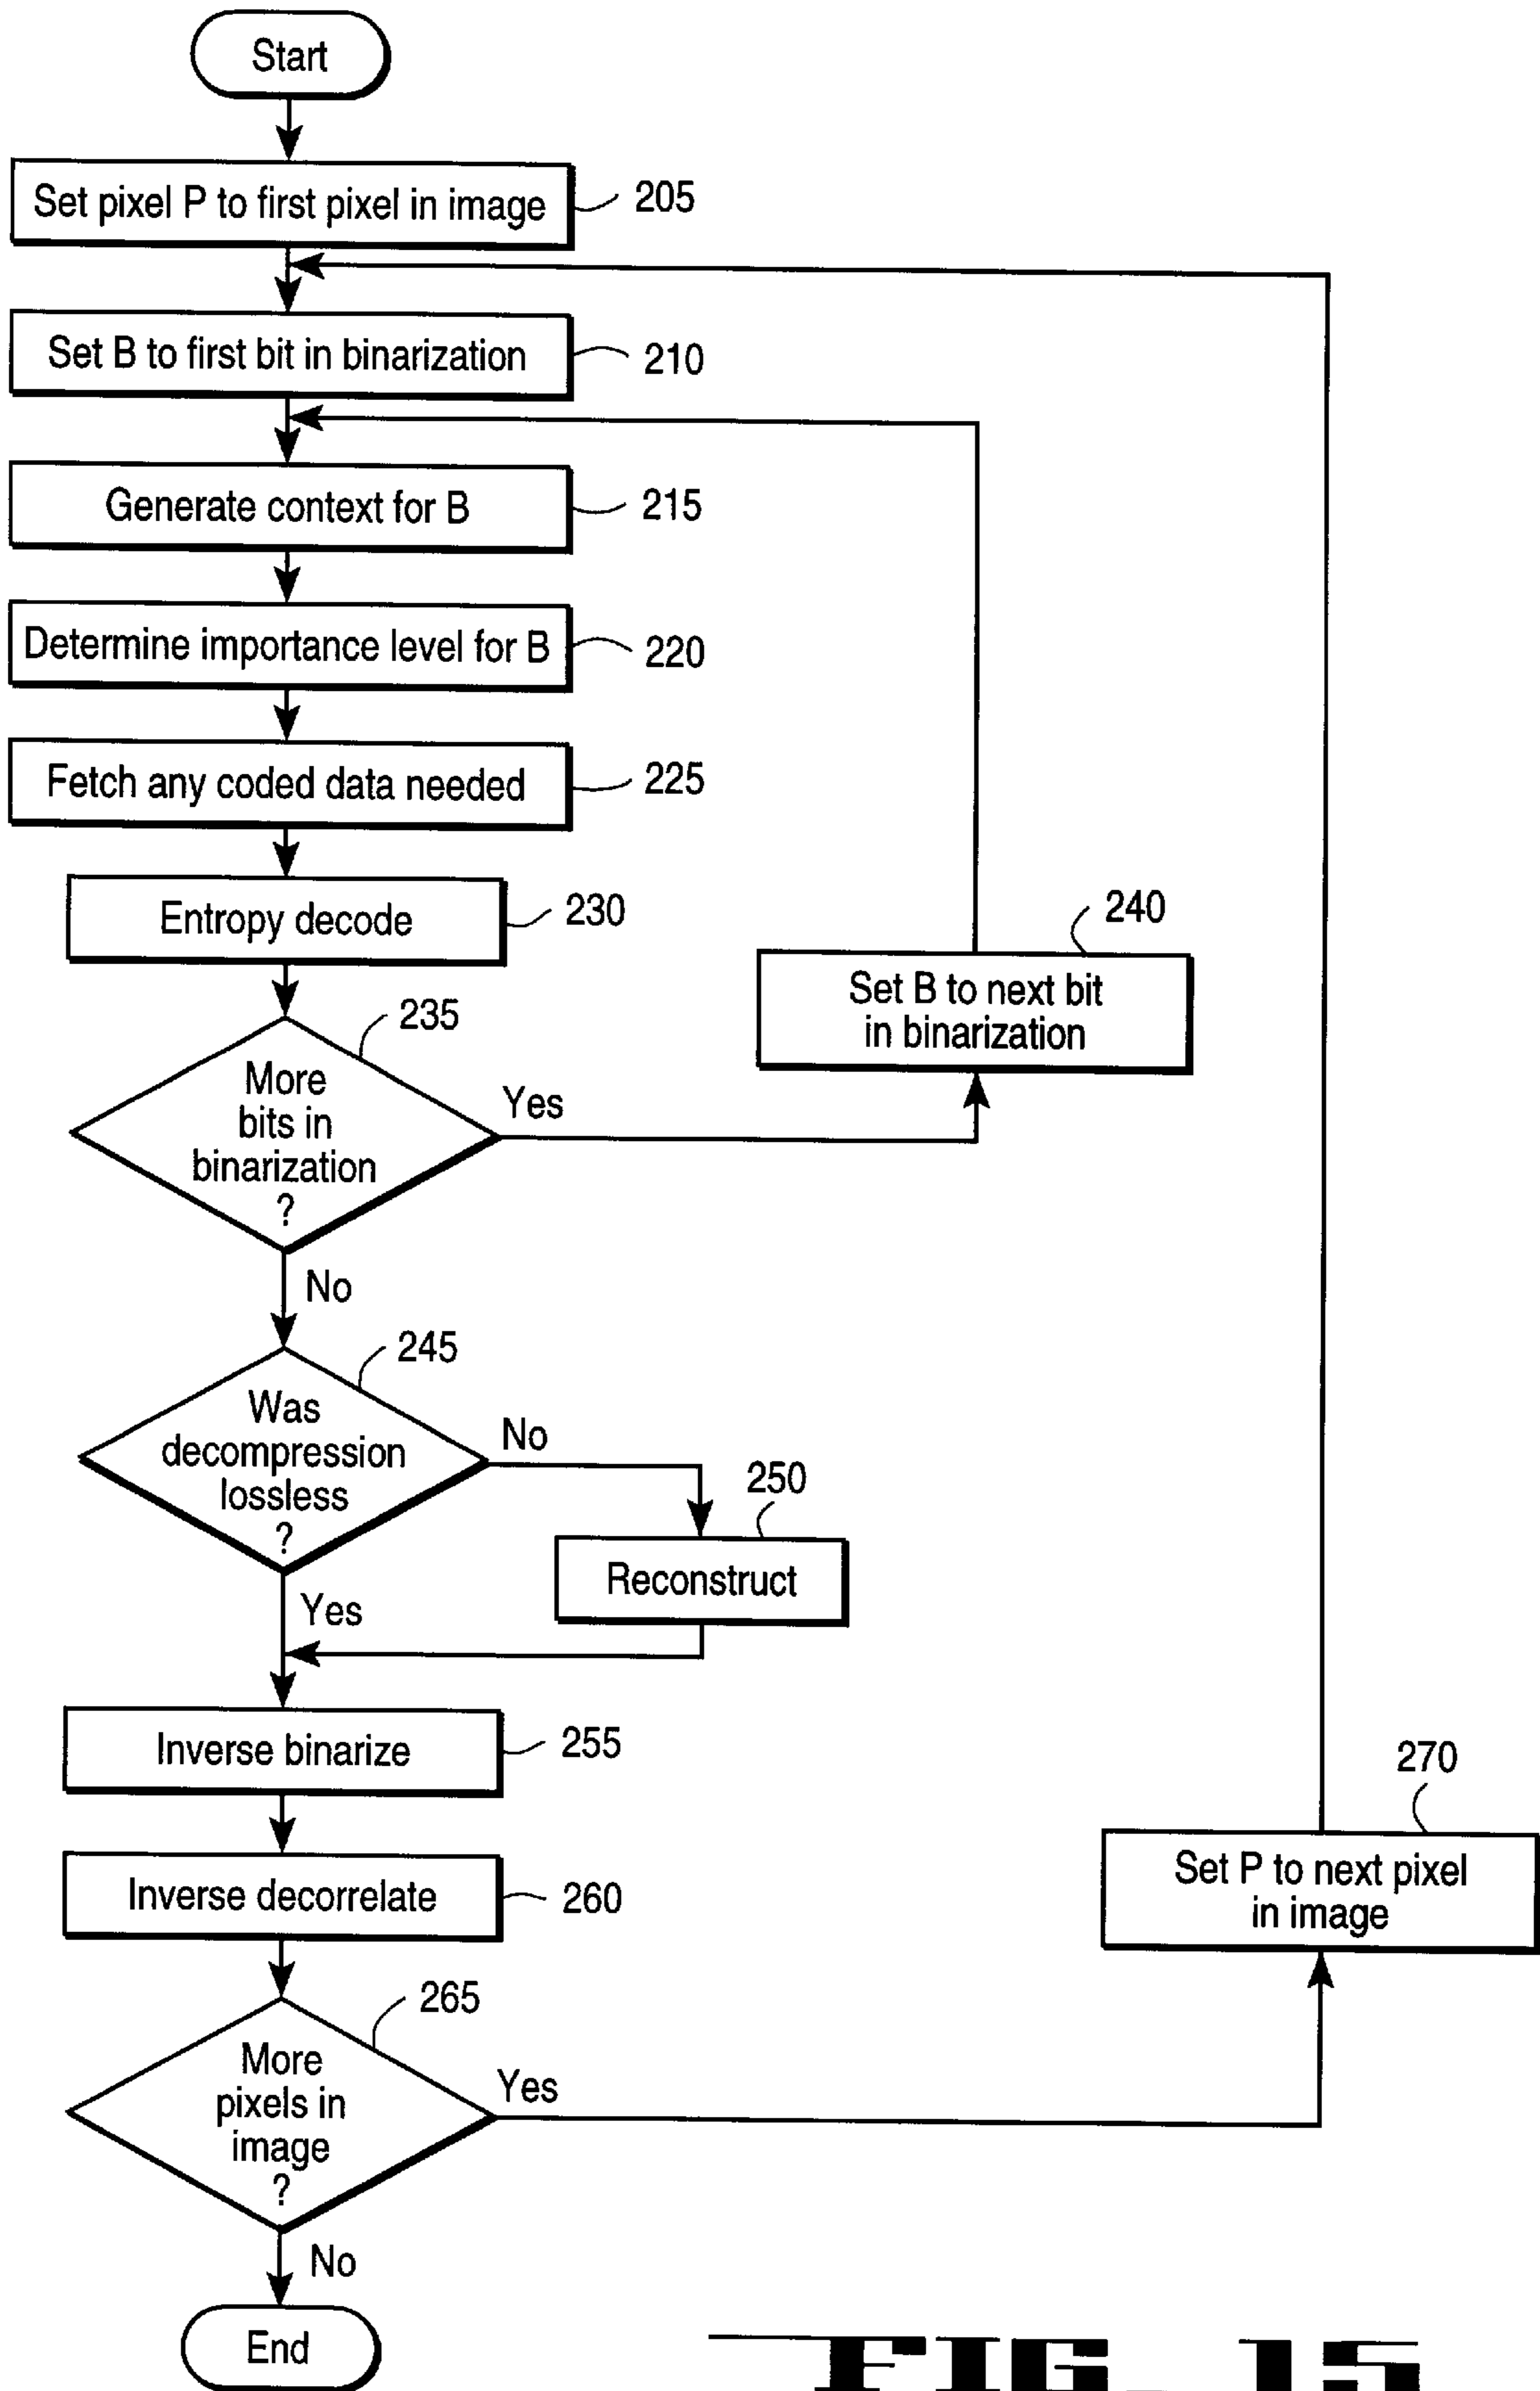 Start
Set pixel P to first pixel in image
205
Set B to first bit in binarization
210
Generate context for B
215
Determine importance level for B
220
Fetch any coded data needed
225
Entropy decode
230
240
Set B to next bit
in binarization
235
More
bits in
binarization
?
Yes
No
245
Was
decompression
lossless
?
No
250
Reconstruct
Yes
Inverse binarize
255
270
Set P to next pixel
in image
Inverse decorrelate
260
265
More
pixels in
image
?
Yes
No
End
FIG. 15